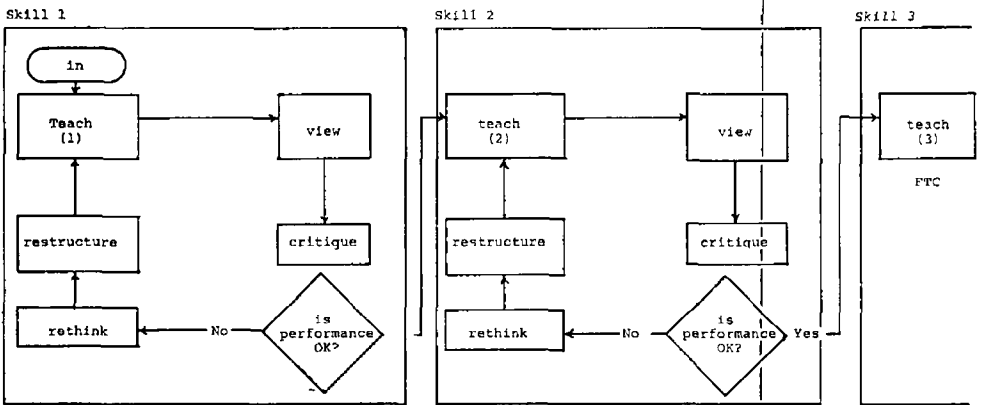 Skill 1
in
Teach
(1)
view
restructure
critique
rethink
No
is
performance
OK?
Skill 2
teach
(2)
view
restructure
critique
rethink
No
is
performance
OK?
Yes
Skill 3
teach
(3)
FTC